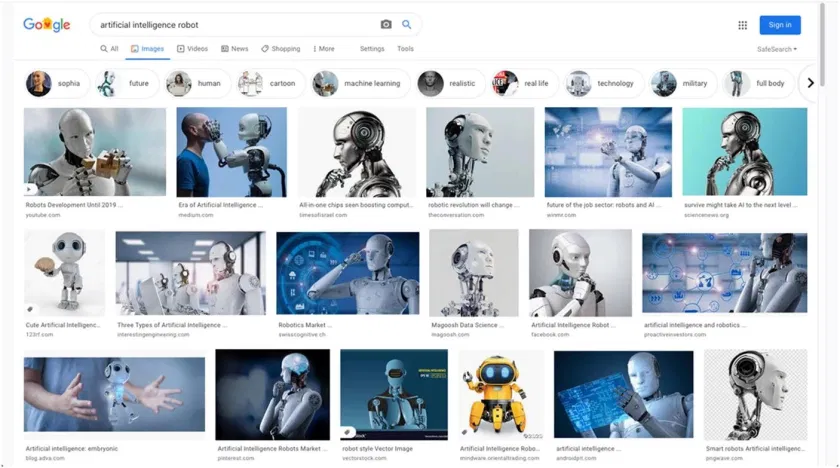 Google
artificial intelligence robot
Sign in
All Images Videos News Shopping More Settings Tools
SafeSearch
sophia future human cartoon machine learning realistic real life technology military full body
Robots Development Until 2019 ...
youtube.com
Era of Artificial Intelligence ...
medium.com
All-in-one chips seen boosting comput...
timesofisrael.com
robotic revolution will change ...
theconversation.com
future of the job sector: robots and AI ...
survive might take AI to the next level ...
sciencenews.org
Cute Artificial Intelligenc...
123rf.com
Three Types of Artificial Intelligence ...
interestingengineering.com
Robotics Market ...
swisscognitive.ch
Magoosh Data Science ...
magoosh.com
Artificial Intelligence Robot ...
facebook.com
artificial intelligence and robotics ...
proactiveinvestors.com
Artificial intelligence: embryonic
blog.adva.com
Artificial Intelligence Robots Market ...
pinterest.com
robot style Vector Image
vectorstock.com
Artificial Intelligence Robo...
mindware.orientaltrading.com
artificial intelligence ...
androidpit.com
Smart robots Artificial intelligenc...
pngwave.com